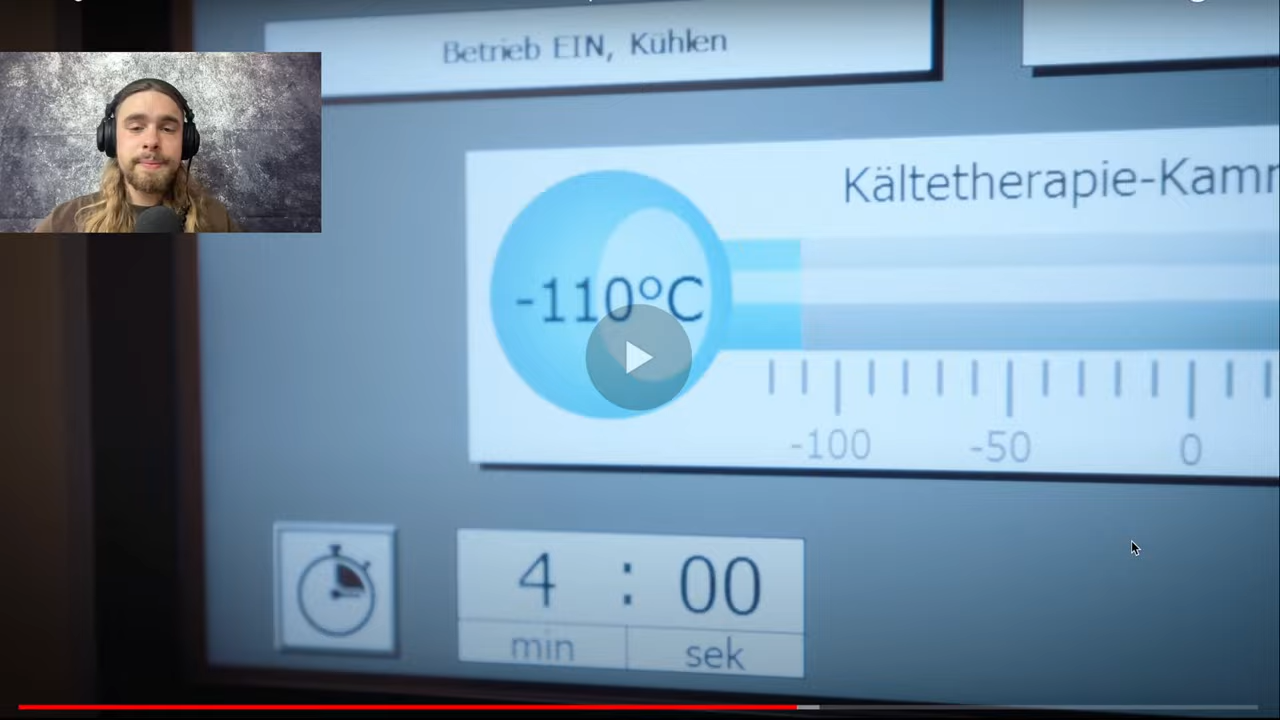 Betrieb EIN, Kühlen
Kältetherapie-Kamm
-110°C
-100
-50
0
4 : 00
min
sek